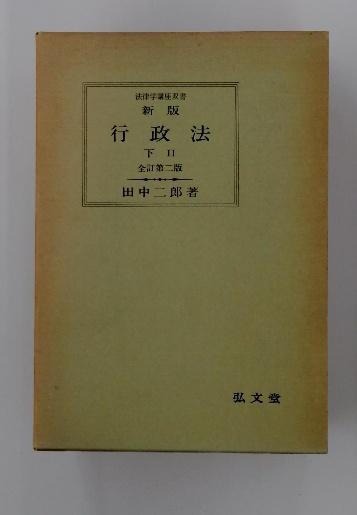 法律学講座双書
新版
行政法
下II
全訂第二版
田中二郎著
弘文堂